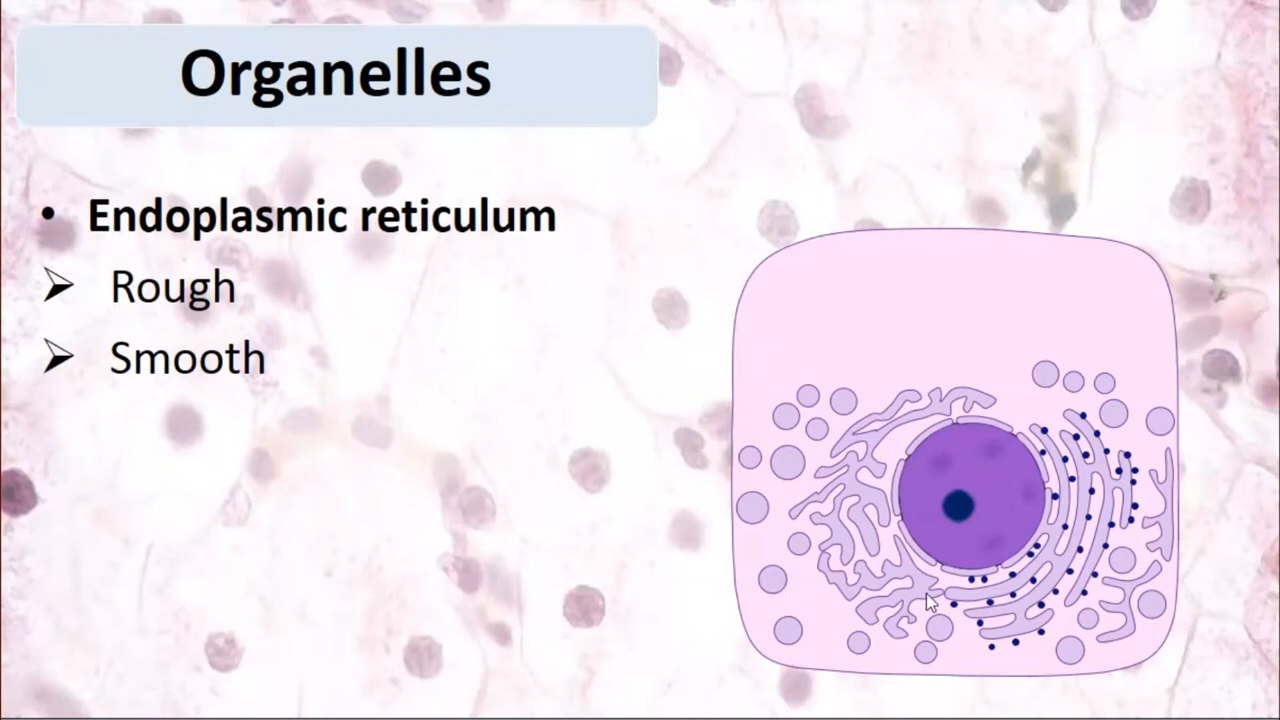 Organelles
• Endoplasmic reticulum
➢ Rough
➢ Smooth